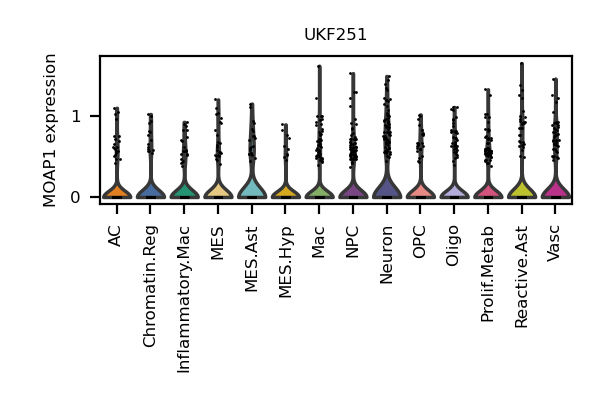 UKF251
MOAP1 expression
1
0
AC
Chromatin.Reg
Inflammatory.Mac
MES
MES.Ast
MES.Hyp
Mac
NPC
Neuron
OPC
Oligo
Prolif.Metab
Reactive.Ast
Vasc